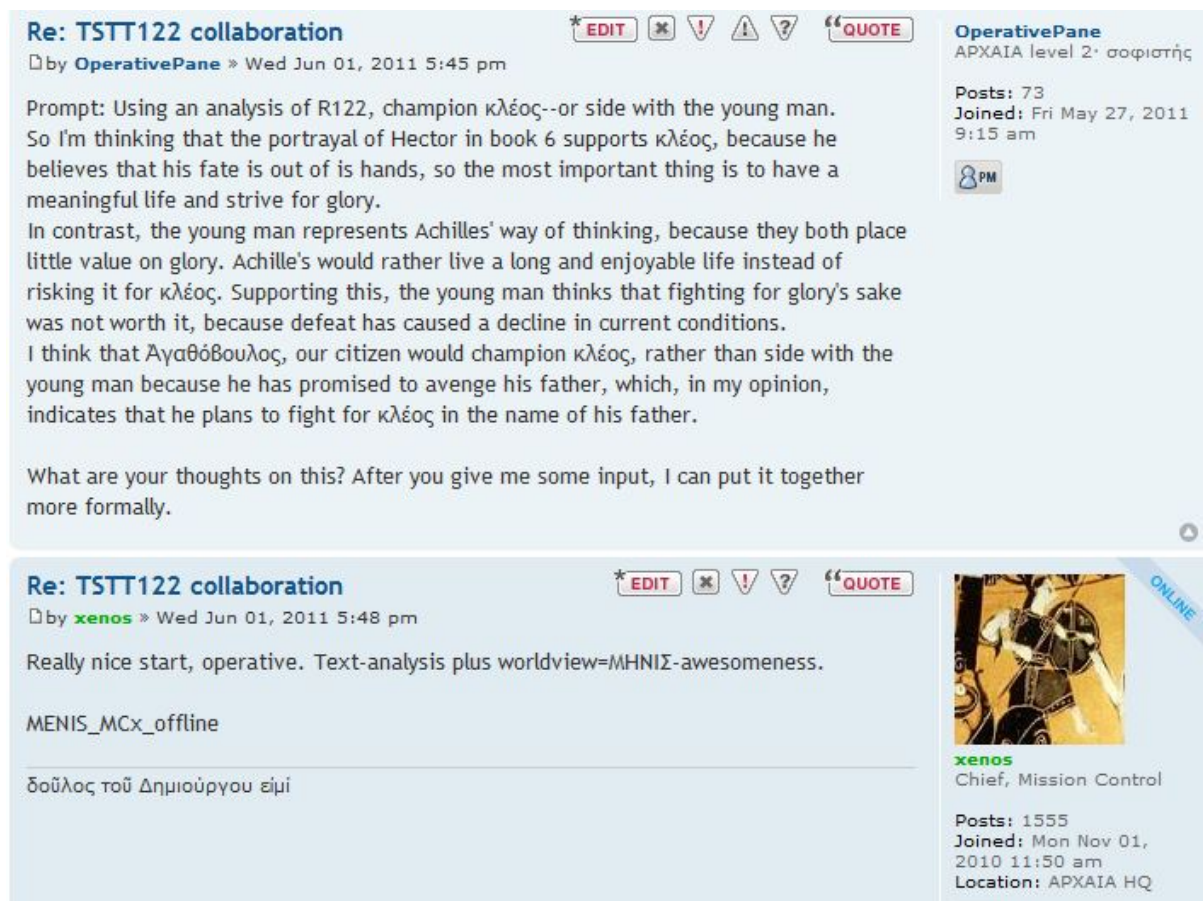 Re: TSTT122 collaboration
*EDIT
“QUOTE
by OperativePane » Wed Jun 01, 2011 5:45 pm
Prompt: Using an analysis of R122, champion κλέος--or side with the young man.
So I'm thinking that the portrayal of Hector in book 6 supports κλέος, because he
believes that his fate is out of is hands, so the most important thing is to have a
meaningful life and strive for glory.
In contrast, the young man represents Achilles' way of thinking, because they both place
little value on glory. Achille's would rather live a long and enjoyable life instead of
risking it for κλέος. Supporting this, the young man thinks that fighting for glory's sake
was not worth it, because defeat has caused a decline in current conditions.
I think that Ἀγαθόβουλος, our citizen would champion κλέος, rather than side with the
young man because he has promised to avenge his father, which, in my opinion,
indicates that he plans to fight for κλέος in the name of his father.
What are your thoughts on this? After you give me some input, I can put it together
more formally.
OperativePane
ΑΡΧΑΙΑ level 2· σοφιστής
Posts: 73
Joined: Fri May 27, 2011
9:15 am
PM
Re: TSTT122 collaboration
*EDIT
“QUOTE
by xenos » Wed Jun 01, 2011 5:48 pm
Really nice start, operative. Text-analysis plus worldview=ΜΗΝΙΣ-awesomeness.
MENIS_MCx_offline
δοῦλος τοῦ Δημιούργου εἰμί
ONLINE
xenos
Chief, Mission Control
Posts: 1555
Joined: Mon Nov 01,
2010 11:50 am
Location: ΑΡΧΑΙΑ HQ